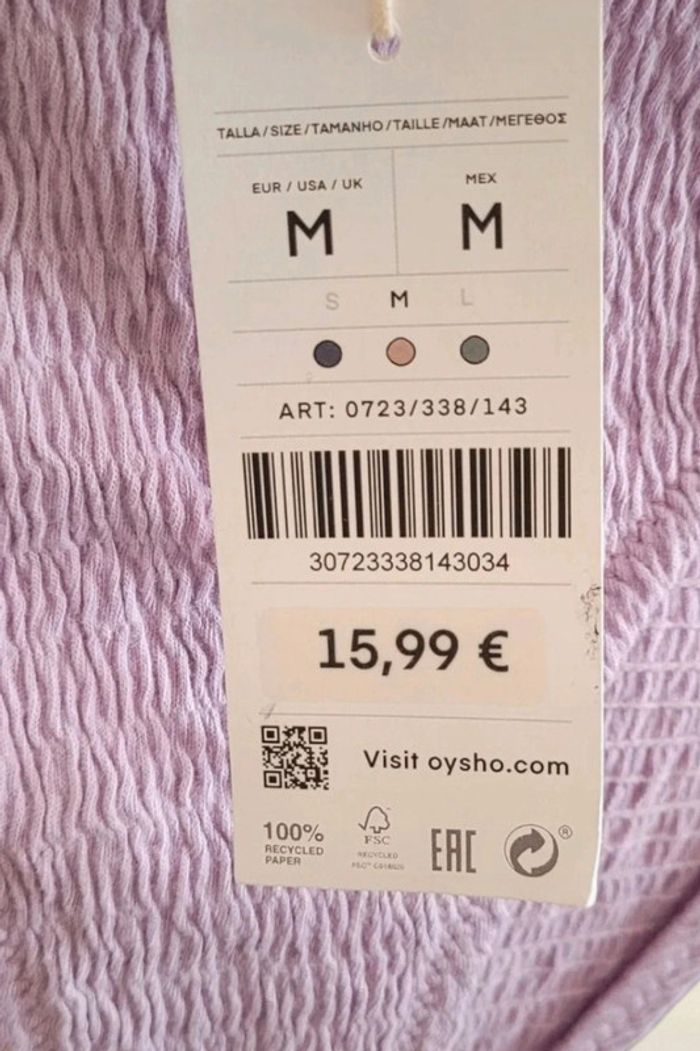 TALLA/SIZE/TAMANHO/TAILLE/MAAT/ΜΕΓΕΘΟΣ
EUR / USA / UK
MEX
M
M
S M L
ART: 0723/338/143
30723338143034
15,99 €
Visit oysho.com
100%
RECYCLED
PAPER
FSC
RECYCLED
EAC
®